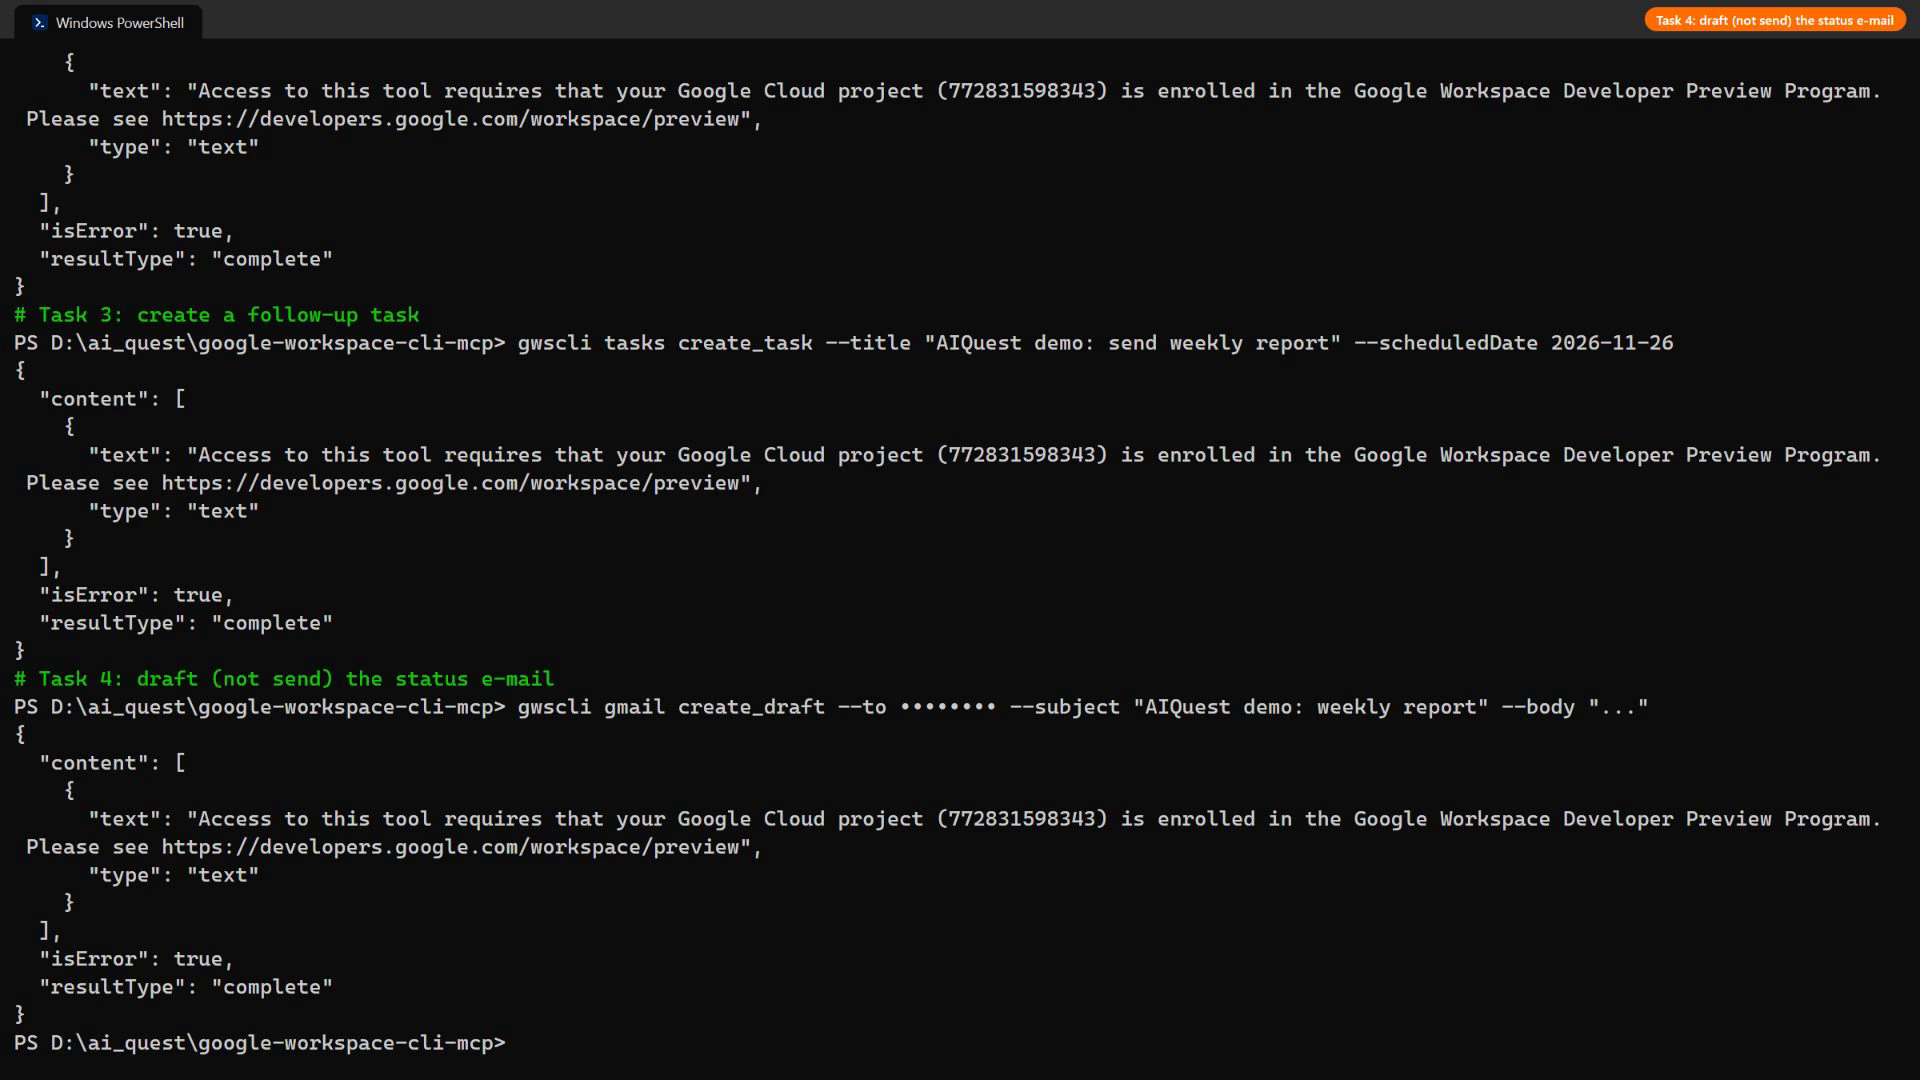 Windows PowerShell
Task 4: draft (not send) the status e-mail
{
"text": "Access to this tool requires that your Google Cloud project (772831598343) is enrolled in the Google Workspace Developer Preview Program.
Please see https://developers.google.com/workspace/preview",
"type": "text"
}
],
"isError": true,
"resultType": "complete"
}
# Task 3: create a follow-up task
PS D:\ai_quest\google-workspace-cli-mcp> gwscli tasks create_task --title "AIQuest demo: send weekly report" --scheduledDate 2026-11-26
{
"content": [
{
"text": "Access to this tool requires that your Google Cloud project (772831598343) is enrolled in the Google Workspace Developer Preview Program.
Please see https://developers.google.com/workspace/preview",
"type": "text"
}
],
"isError": true,
"resultType": "complete"
}
# Task 4: draft (not send) the status e-mail
PS D:\ai_quest\google-workspace-cli-mcp> gwscli gmail create_draft --to •••••••• --subject "AIQuest demo: weekly report" --body "..."
{
"content": [
{
"text": "Access to this tool requires that your Google Cloud project (772831598343) is enrolled in the Google Workspace Developer Preview Program.
Please see https://developers.google.com/workspace/preview",
"type": "text"
}
],
"isError": true,
"resultType": "complete"
}
PS D:\ai_quest\google-workspace-cli-mcp>